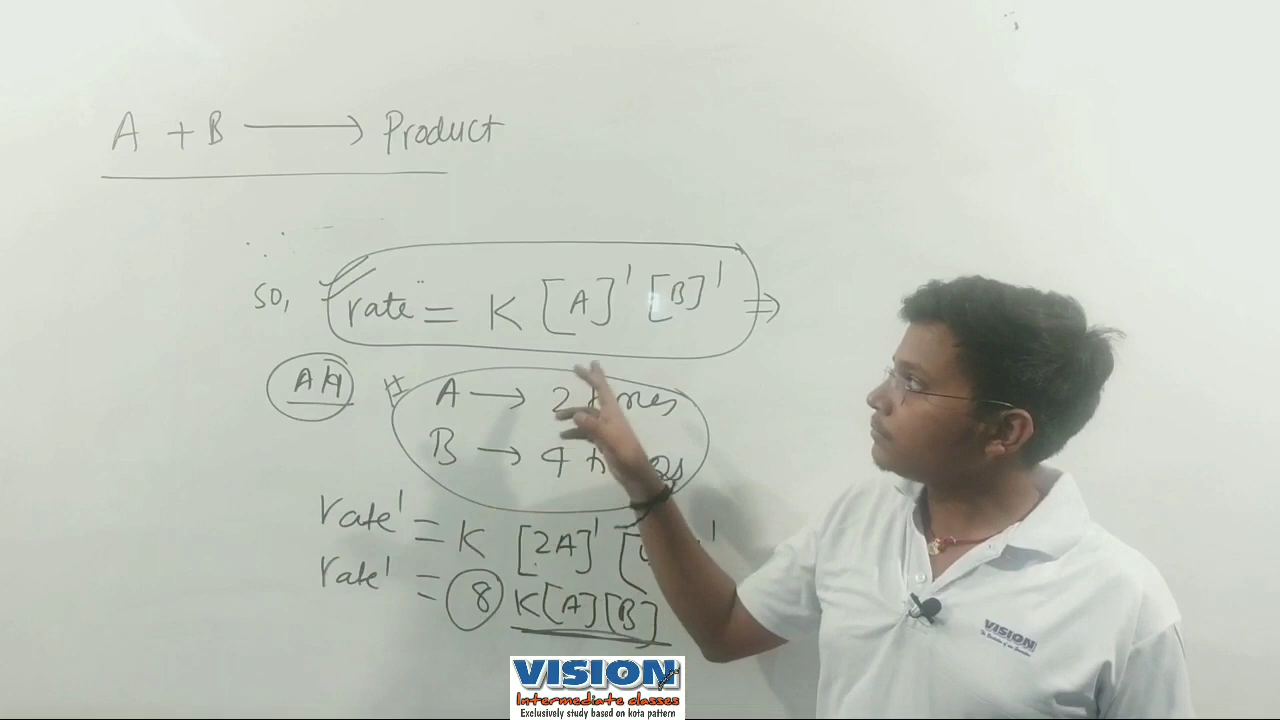 A + B ⟶ Product
so, rate = K [A]¹ [B]¹ ⇒
A → 2 times
B → 4
rate' = K [2A]¹
rate' = 8 K[A][B]
VISION
VISION
Intermediate classes
Exclusively study based on kota pattern